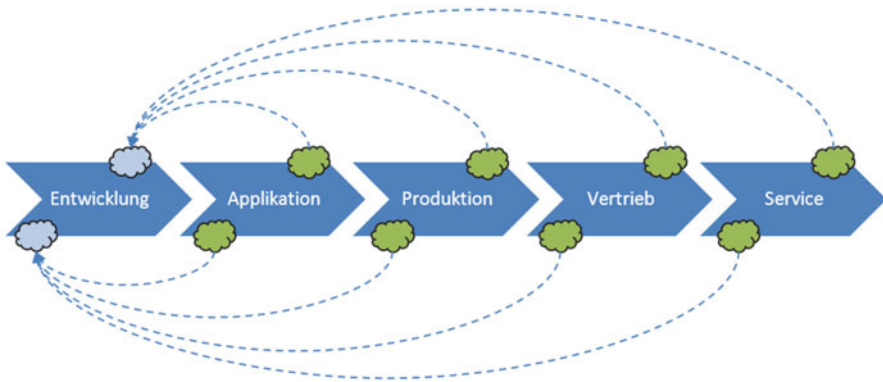 Entwicklung
Applikation
Produktion
Vertrieb
Service